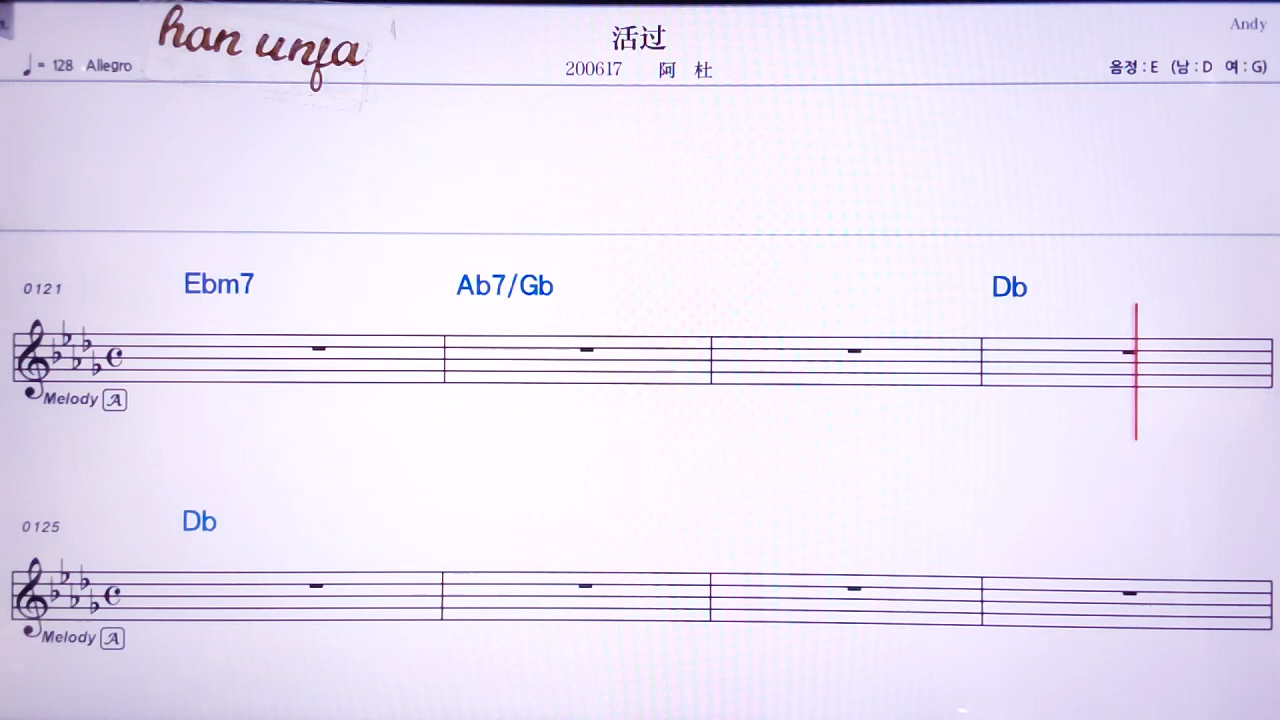 han unfa
活过
Andy
♩ = 128 Allegro
200617 阿 杜
음정 : E (남 : D 여 : G)
0121
Ebm7 Ab7/Gb Db
Melody A
0125
Db
Melody A